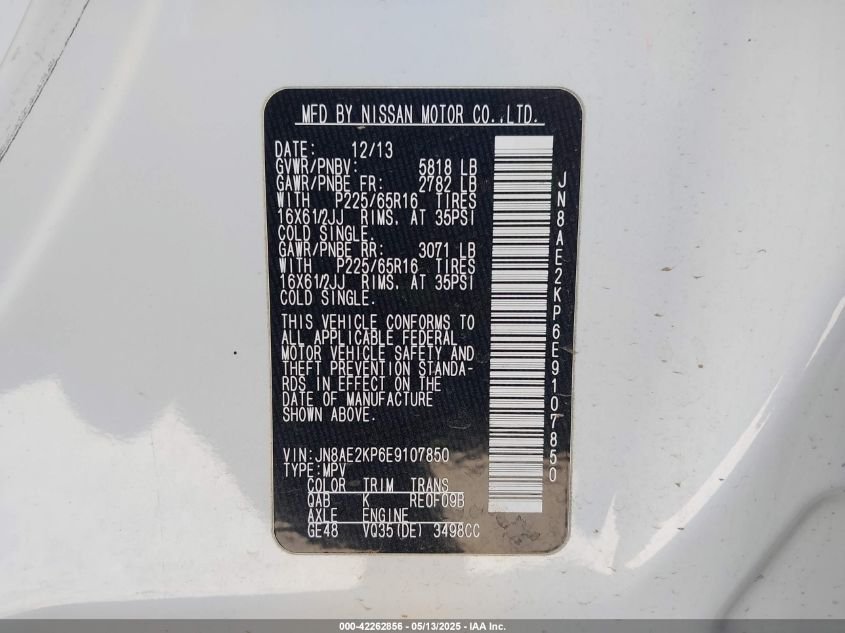 MFD BY NISSAN MOTOR CO.,LTD.
DATE: 12/13
GVWR/PNBV: 5818 LB
GAWR/PNBE FR: 2782 LB
WITH P225/65R16 TIRES
16X61/2JJ RIMS. AT 35PSI
COLD SINGLE.
GAWR/PNBE RR: 3071 LB
WITH P225/65R16 TIRES
16X61/2JJ RIMS. AT 35PSI
COLD SINGLE.
THIS VEHICLE CONFORMS TO
ALL APPLICABLE FEDERAL
MOTOR VEHICLE SAFETY AND
THEFT PREVENTION STANDA-
RDS IN EFFECT ON THE
DATE OF MANUFACTURE
SHOWN ABOVE.
VIN:JN8AE2KP6E9107850
TYPE:MPV
COLOR TRIM TRANS
QAB K RE0F09B
AXLE ENGINE
GE48 VQ35(DE) 3498CC
JN8AE2KP6E9107850
000-42262856 - 05/13/2025 - IAA Inc.